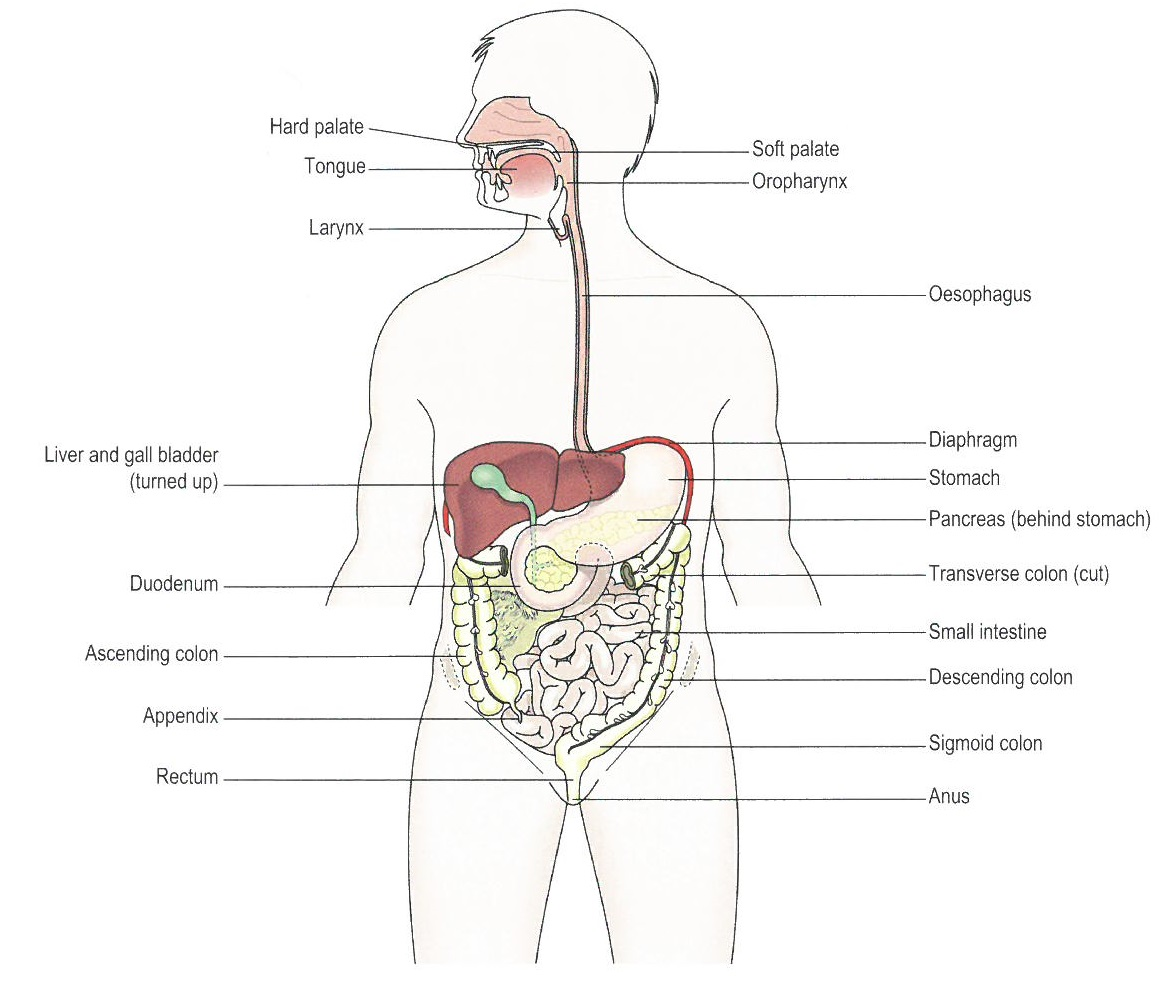 Hard palate
Tongue
Larynx
Soft palate
Oropharynx
Oesophagus
Liver and gall bladder
(turned up)
Duodenum
Ascending colon
Appendix
Rectum
Diaphragm
Stomach
Pancreas (behind stomach)
Transverse colon (cut)
Small intestine
Descending colon
Sigmoid colon
Anus